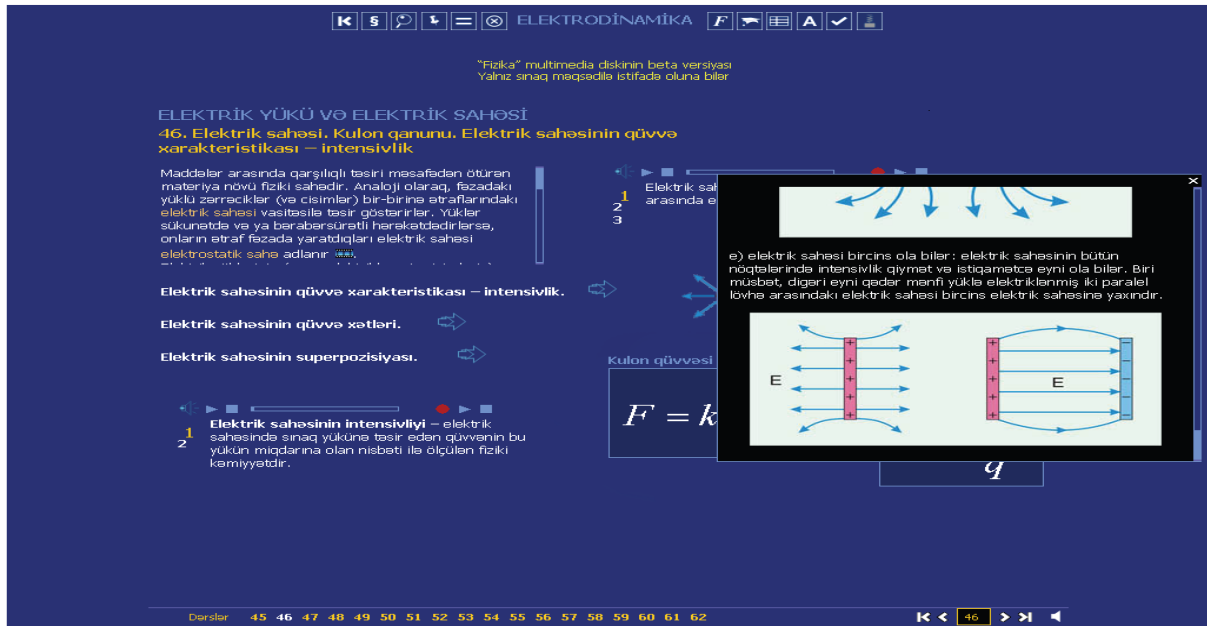 ELEKTRODİNAMİKA
"Fizika" multimedia diskinin beta versiyası
Yalnız sınaq məqsədilə istifadə oluna bilər
ELEKTRİK YÜKÜ VƏ ELEKTRİK SAHƏSİ
46. Elektrik sahəsi. Kulon qanunu. Elektrik sahəsinin qüvvə
xarakteristikası – intensivlik
Maddələr arasında qarşılıqlı təsiri məsafədən ötürən
materiya növü fiziki sahədir. Analoji olaraq, fəzadakı
yüklü zərrəciklər (və cisimlər) bir-birinə ətraflarındakı
elektrik sahəsi vasitəsilə təsir göstərirlər. Yüklər
sükunətdə və ya bərabərsürətli hərəkətdədirlərsə,
onların ətraf fəzada yaratdıqları elektrik sahəsi
elektrostatik sahə adlanır
Elektrik sahəsinin qüvvə xarakteristikası – intensivlik.
Elektrik sahəsinin qüvvə xətləri.
Elektrik sahəsinin superpozisiyası.
1
2
Elektrik sahəsinin intensivliyi – elektrik
sahəsində sınaq yükünə təsir edən qüvvənin bu
yükün miqdarına olan nisbəti ilə ölçülən fiziki
kəmiyyətdir.
1
2
3
Elektrik sah
arasında e
Kulon qüvvəsi
F = k
q
e) elektrik sahəsi bircins ola bilər: elektrik sahəsinin bütün
nöqtələrində intensivlik qiymət və istiqamətcə eyni ola bilər. Biri
müsbət, digəri eyni qədər mənfi yüklə elektriklənmiş iki paralel
lövhə arasındakı elektrik sahəsi bircins elektrik sahəsinə yaxındır.
E
E
Dərslər 45 46 47 48 49 50 51 52 53 54 55 56 57 58 59 60 61 62
46